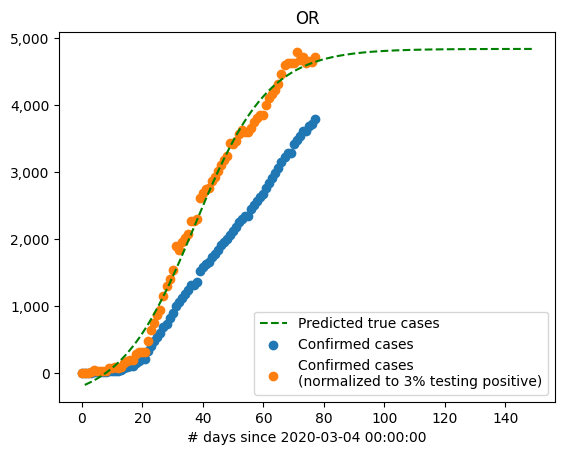 OR
5,000
4,000
3,000
2,000
1,000
0
0 20 40 60 80 100 120 140
# days since 2020-03-04 00:00:00
Predicted true cases
Confirmed cases
Confirmed cases
(normalized to 3% testing positive)